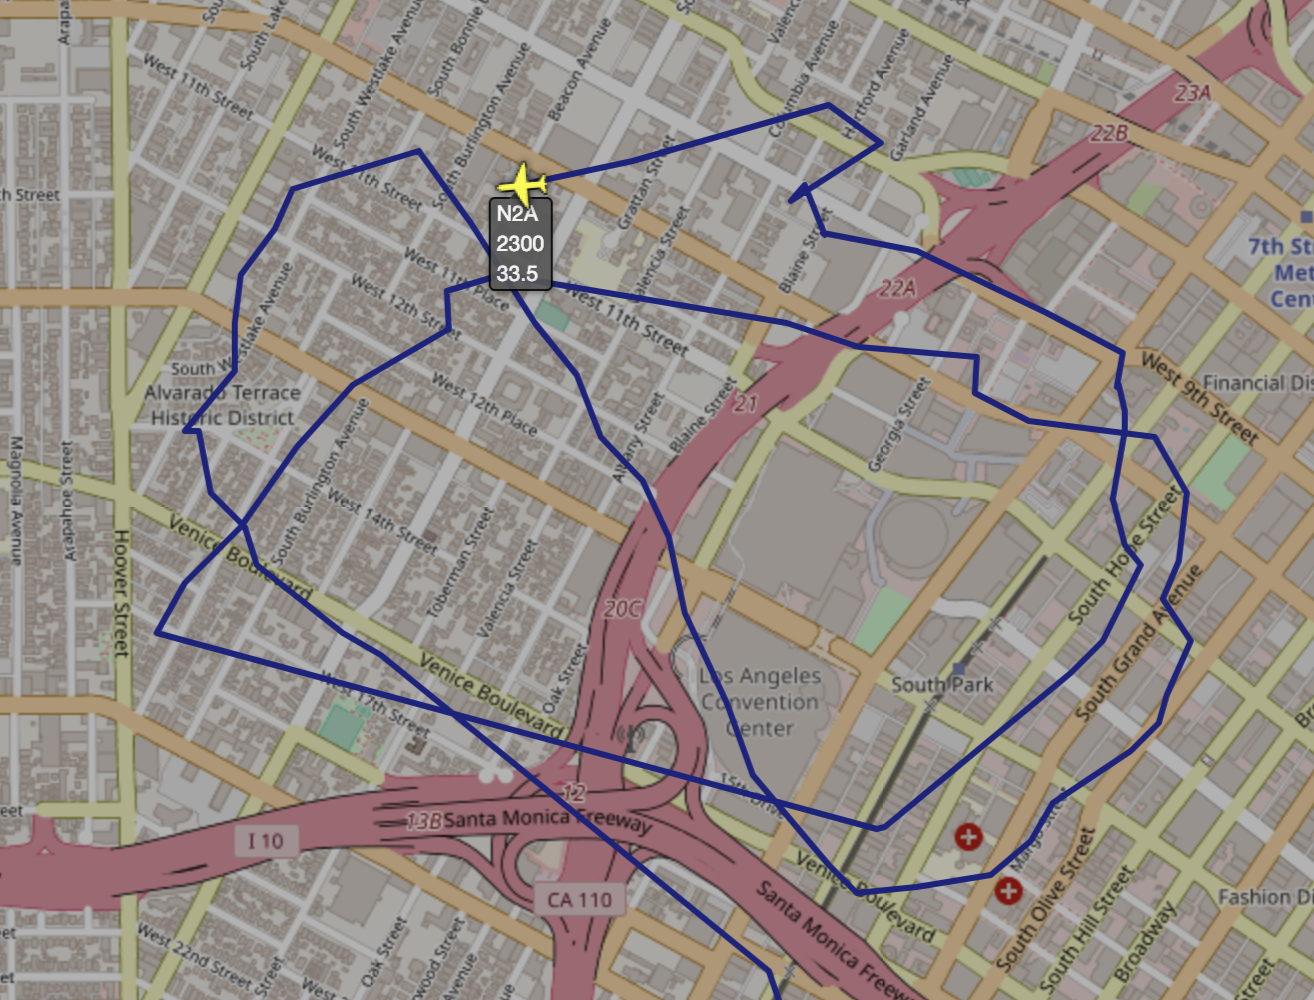 West 11th Street
South Westlake Avenue
South Burlington Avenue
Beacon Avenue
Columbia Avenue
Hartford Avenue
Garland Avenue
23A
22B
West 11th Street
Grattan Street
Valencia Street
Blaine Street
N2A
2300
33.5
7th St
Met
Cent
22A
West 11th Place
West 12th Street
West 11th Street
South Westlake Avenue
Alvarado Terrace
Historic District
West 12th Place
21
Blaine Street
Albany Street
Georgia Street
West 9th Street
Financial Dis
Magnolia Avenue
Arapahoe Street
Hoover Street
Venice Boulevard
South Burlington Avenue
West 14th Street
Toberman Street
Valencia Street
20C
South Hope Street
South Grand Avenue
South Park
Los Angeles
Convention
Center
Oak Street
Venice Boulevard
West 17th Street
15th Drive
12
13B
Santa Monica Freeway
I 10
CA 110
Venice Boulevard
Margo Street
South Olive Street
South Hill Street
Broadway
Fashion Di
Santa Monica Freew
West 22nd Street
Oak Street